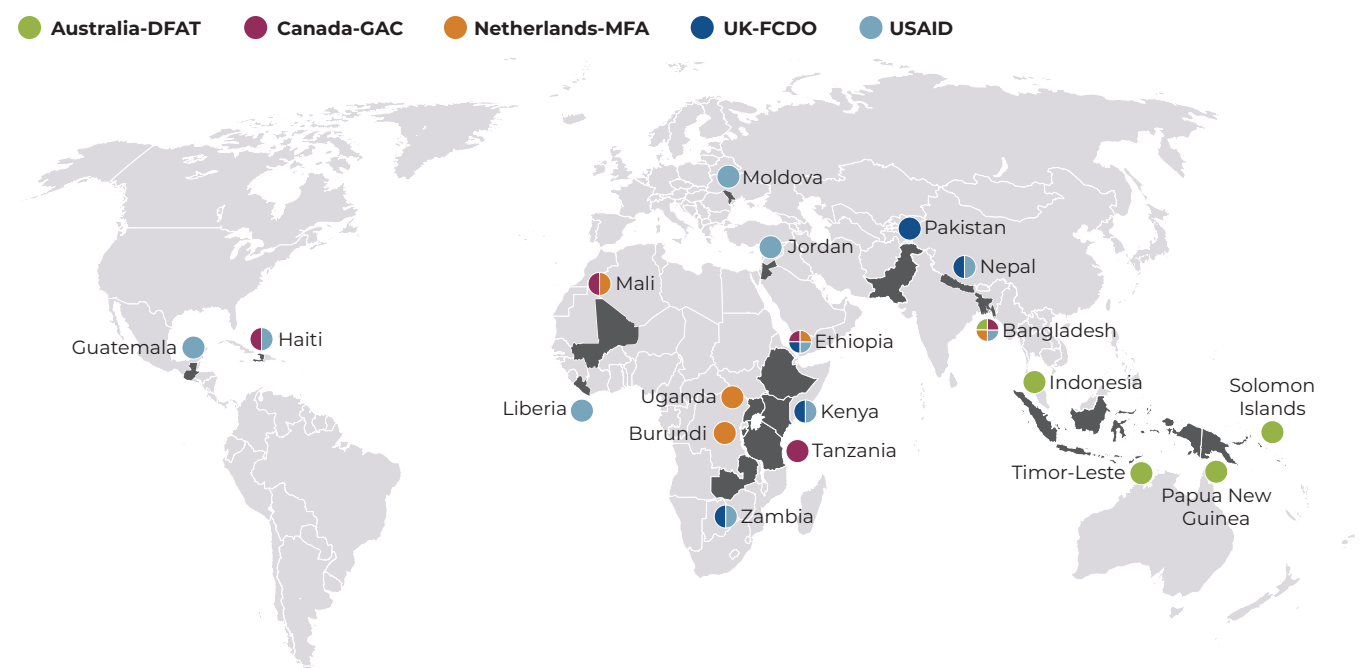 Australia-DFAT
Canada-GAC
Netherlands-MFA
UK-FCDO
USAID
Moldova
Pakistan
Jordan
Nepal
Mali
Guatemala
Haiti
Ethiopia
Bangladesh
Indonesia
Solomon
Islands
Uganda
Liberia
Kenya
Burundi
Tanzania
Timor-Leste
Papua New
Guinea
Zambia